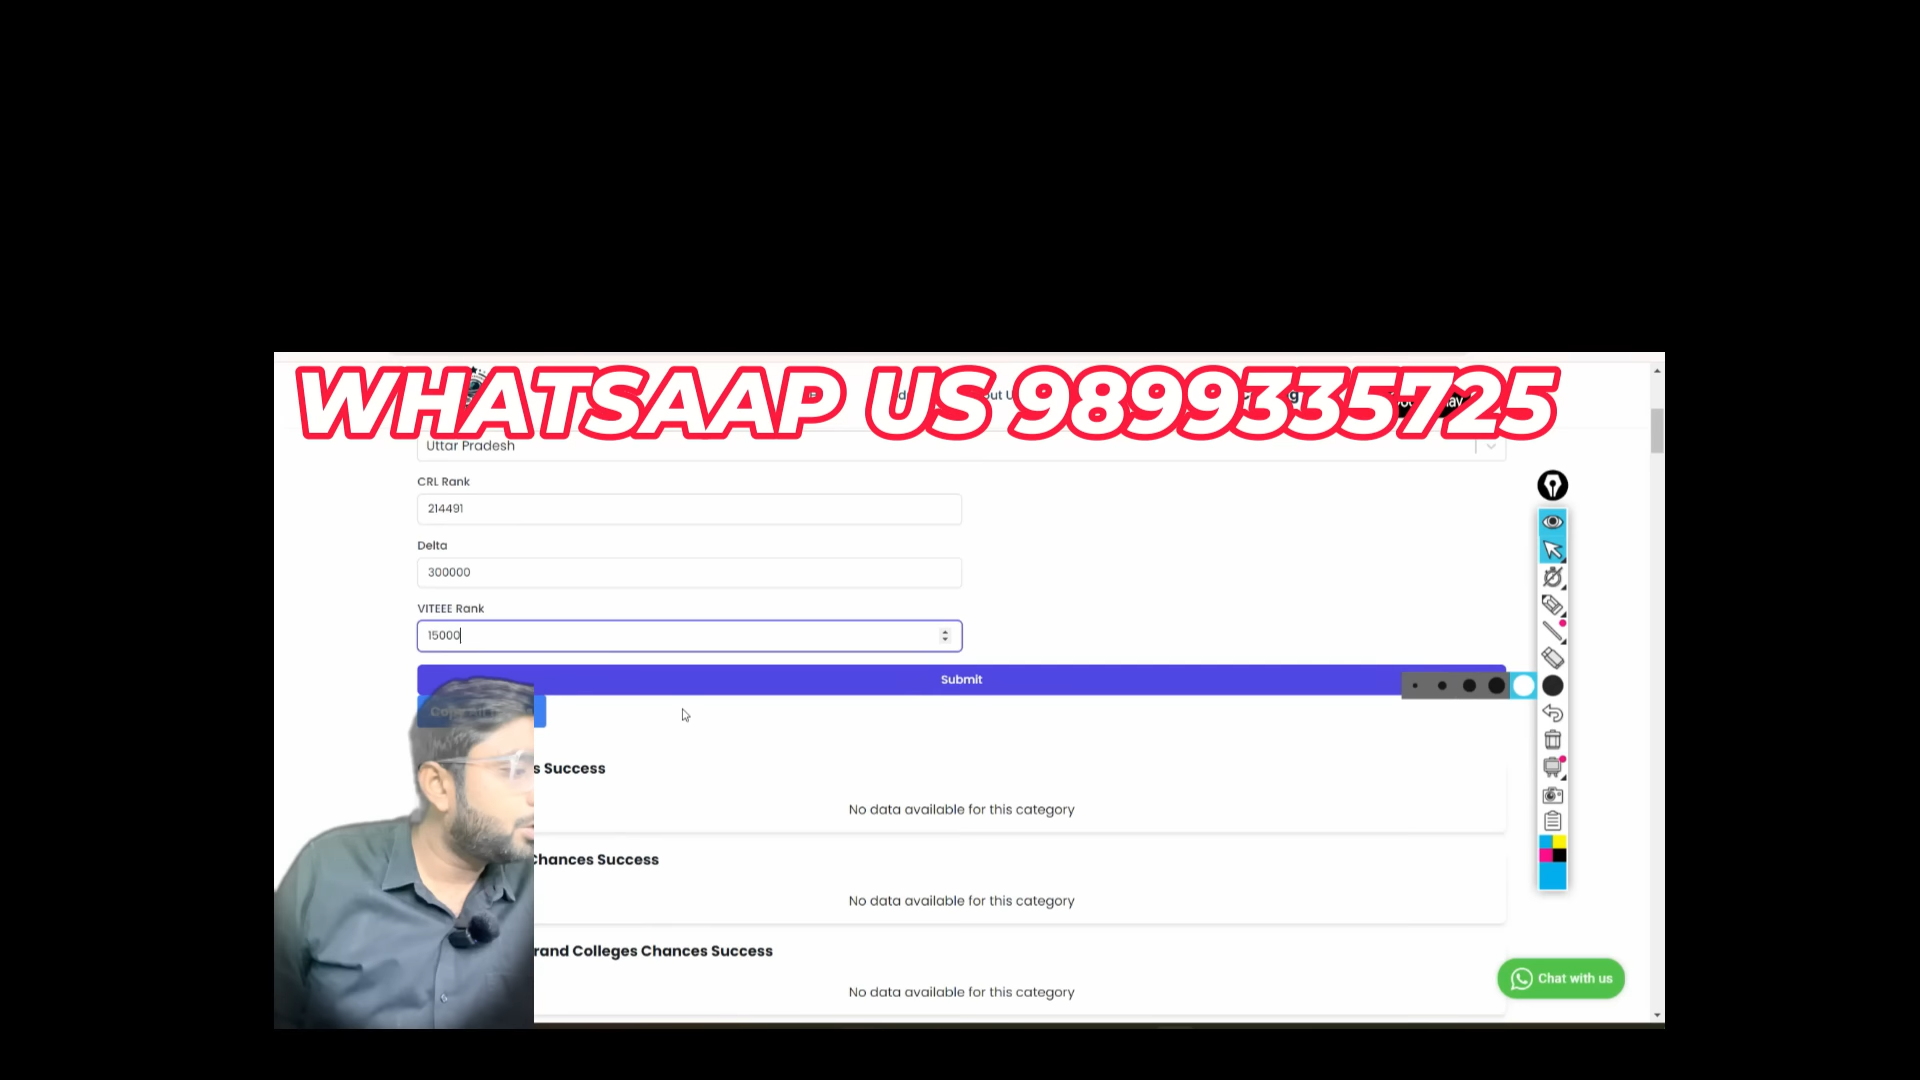 WHATSAAP US 9899335725
Uttar Pradesh
CRL Rank
214491
Delta
300000
VITEEE Rank
15000
Submit
s Success
No data available for this category
Chances Success
No data available for this category
rand Colleges Chances Success
No data available for this category
Chat with us